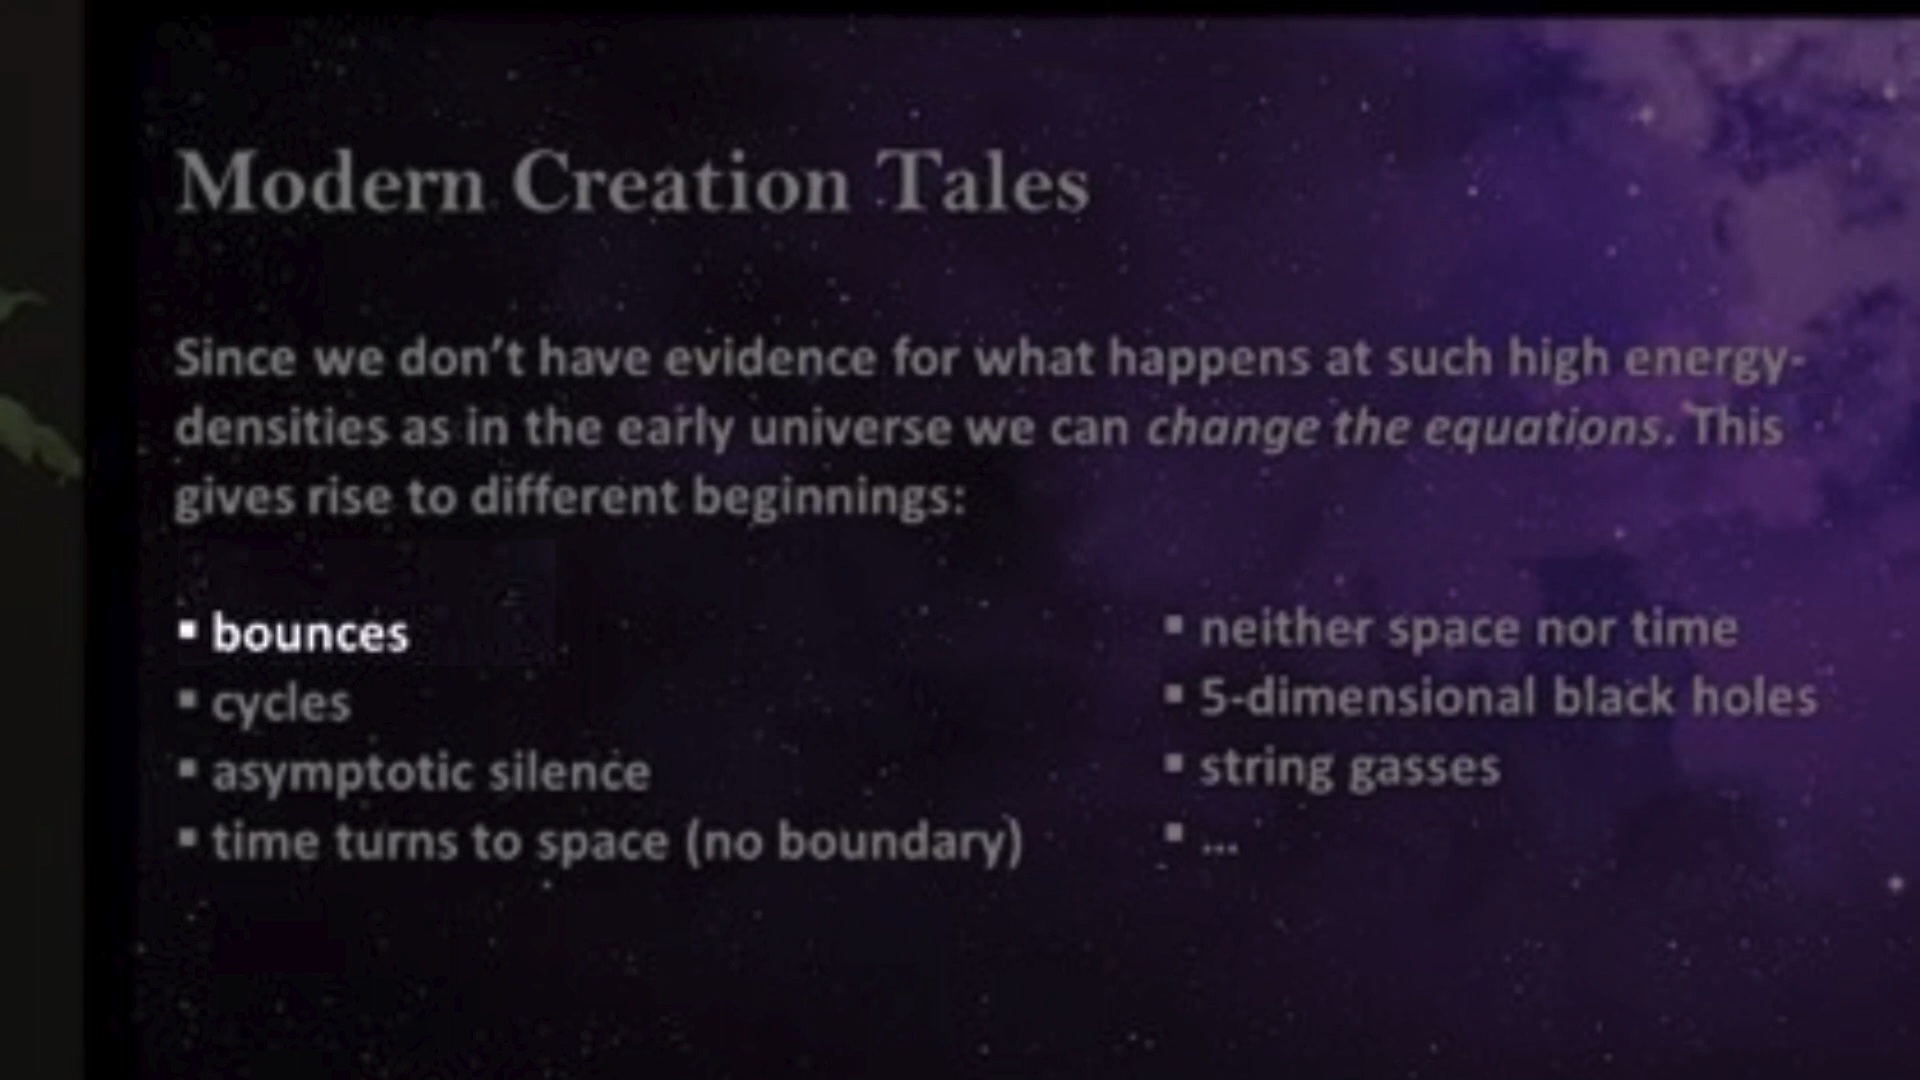 Modern Creation Tales
Since we don't have evidence for what happens at such high energy-
densities as in the early universe we can change the equations. This
gives rise to different beginnings:
▪ bounces
▪ cycles
▪ asymptotic silence
▪ time turns to space (no boundary)
▪ neither space nor time
▪ 5-dimensional black holes
▪ string gasses
▪ ...